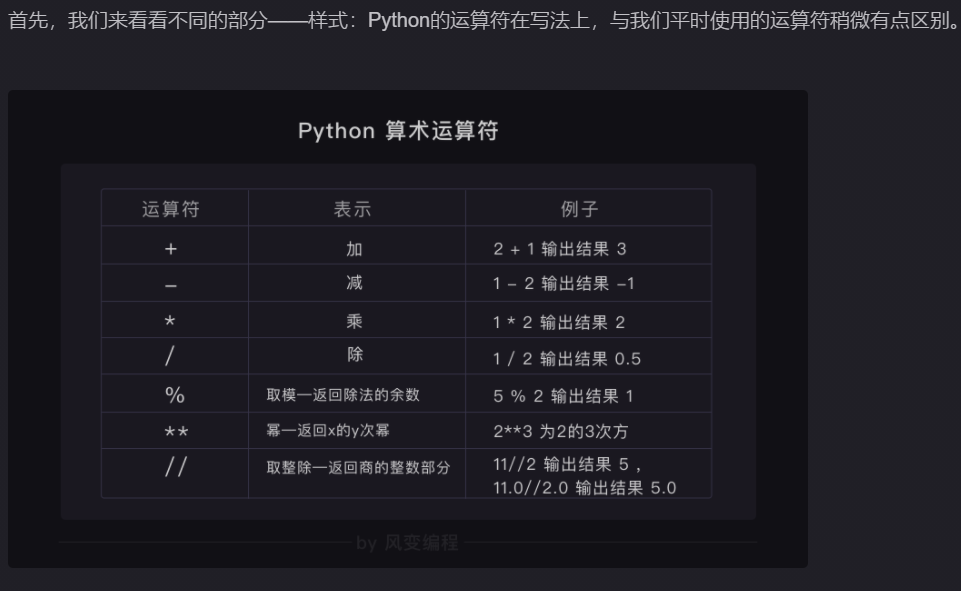 首先，我们来看看不同的部分——样式：Python的运算符在写法上，与我们平时使用的运算符稍微有点区别。
Python 算术运算符
运算符 表示 例子
+ 加 2 + 1 输出结果 3
– 减 1 – 2 输出结果 –1
* 乘 1 * 2 输出结果 2
/ 除 1 / 2 输出结果 0.5
% 取模—返回除法的余数 5 % 2 输出结果 1
** 幂—返回x的y次幂 2**3 为2的3次方
// 取整除—返回商的整数部分 11//2 输出结果 5 ,
11.0//2.0 输出结果 5.0
by 风变编程